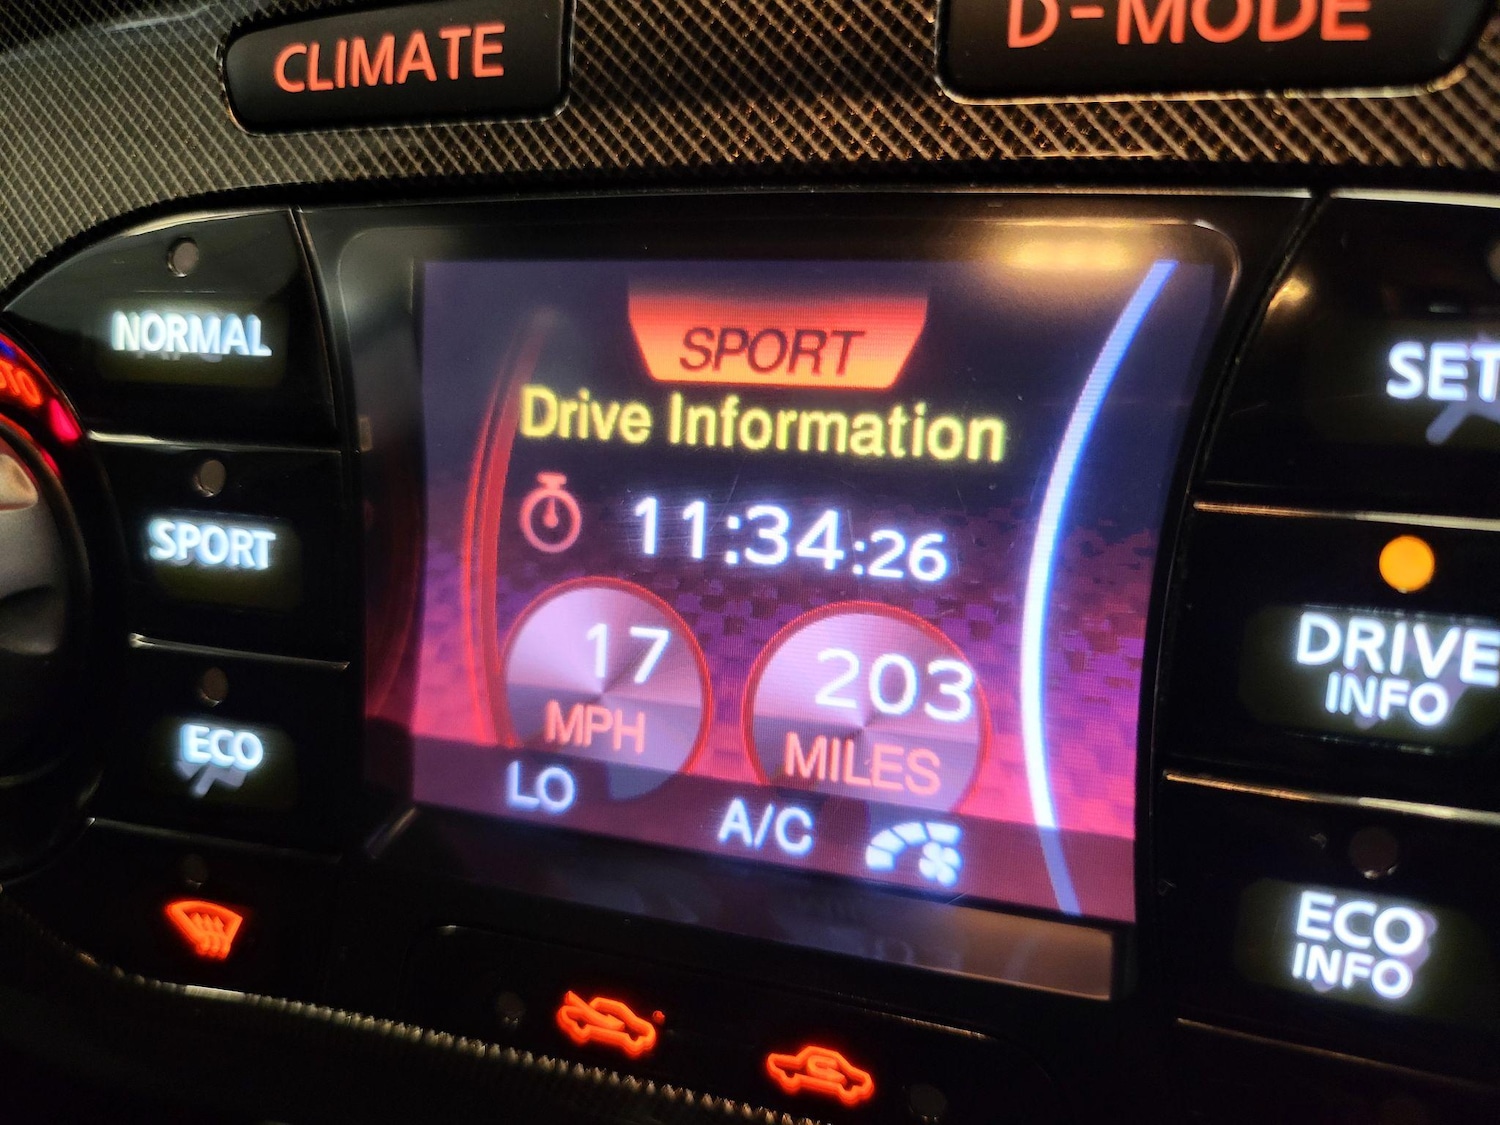 CLIMATE
D-MODE
NORMAL
SPORT
ECO
SPORT
Drive Information
11:34:26
17
MPH
203
MILES
LO
A/C
SET
DRIVE
INFO
ECO
INFO